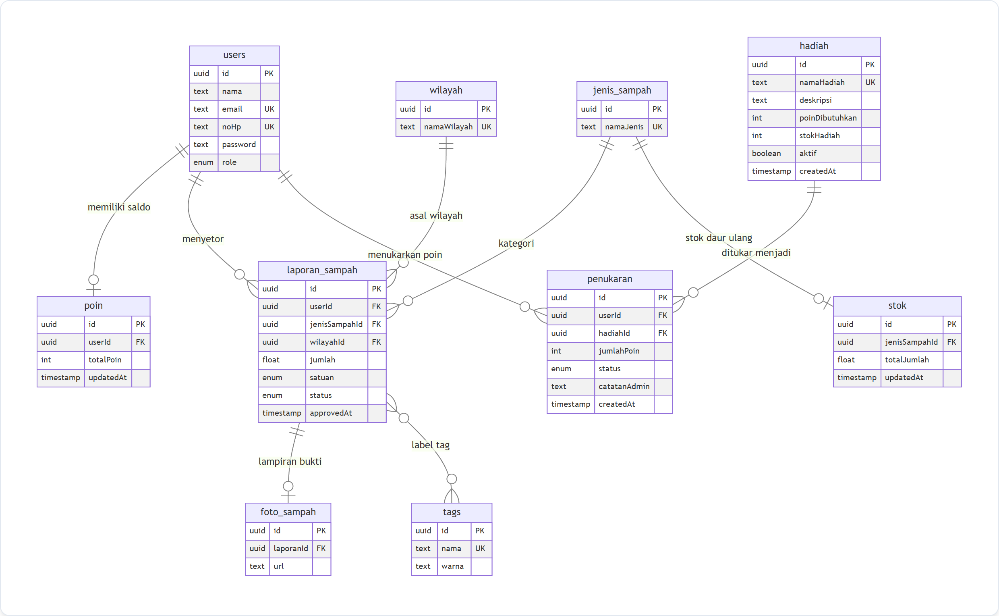 users
uuid id PK
text nama
text email UK
text noHp UK
text password
enum role
wilayah
uuid id PK
text namaWilayah UK
jenis_sampah
uuid id PK
text namaJenis UK
hadiah
uuid id PK
text namaHadiah UK
text deskripsi
int poinDibutuhkan
int stokHadiah
boolean aktif
timestamp createdAt
memiliki saldo
menyetor
asal wilayah
menukarkan poin
kategori
stok daur ulang
ditukar menjadi
poin
uuid id PK
uuid userId FK
int totalPoin
timestamp updatedAt
laporan_sampah
uuid id PK
uuid userId FK
uuid jenisSampahId FK
uuid wilayahId FK
float jumlah
enum satuan
enum status
timestamp approvedAt
penukaran
uuid id PK
uuid userId FK
uuid hadiahId FK
int jumlahPoin
enum status
text catatanAdmin
timestamp createdAt
stok
uuid id PK
uuid jenisSampahId FK
float totalJumlah
timestamp updatedAt
lampiran bukti
label tag
foto_sampah
uuid id PK
uuid laporanId FK
text url
tags
uuid id PK
text nama UK
text warna